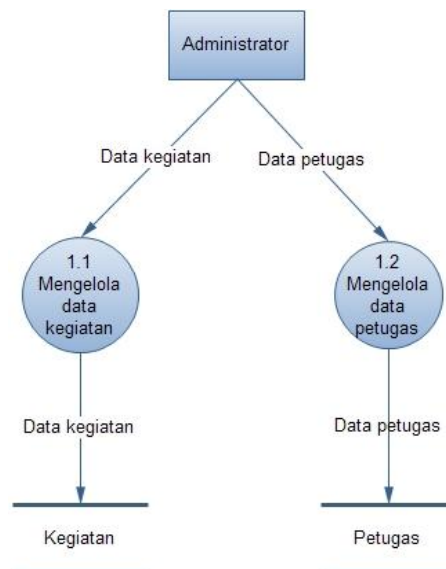 Administrator
Data kegiatan
Data petugas
1.1
Mengelola
data
kegiatan
1.2
Mengelola
data
petugas
Data kegiatan
Data petugas
Kegiatan
Petugas